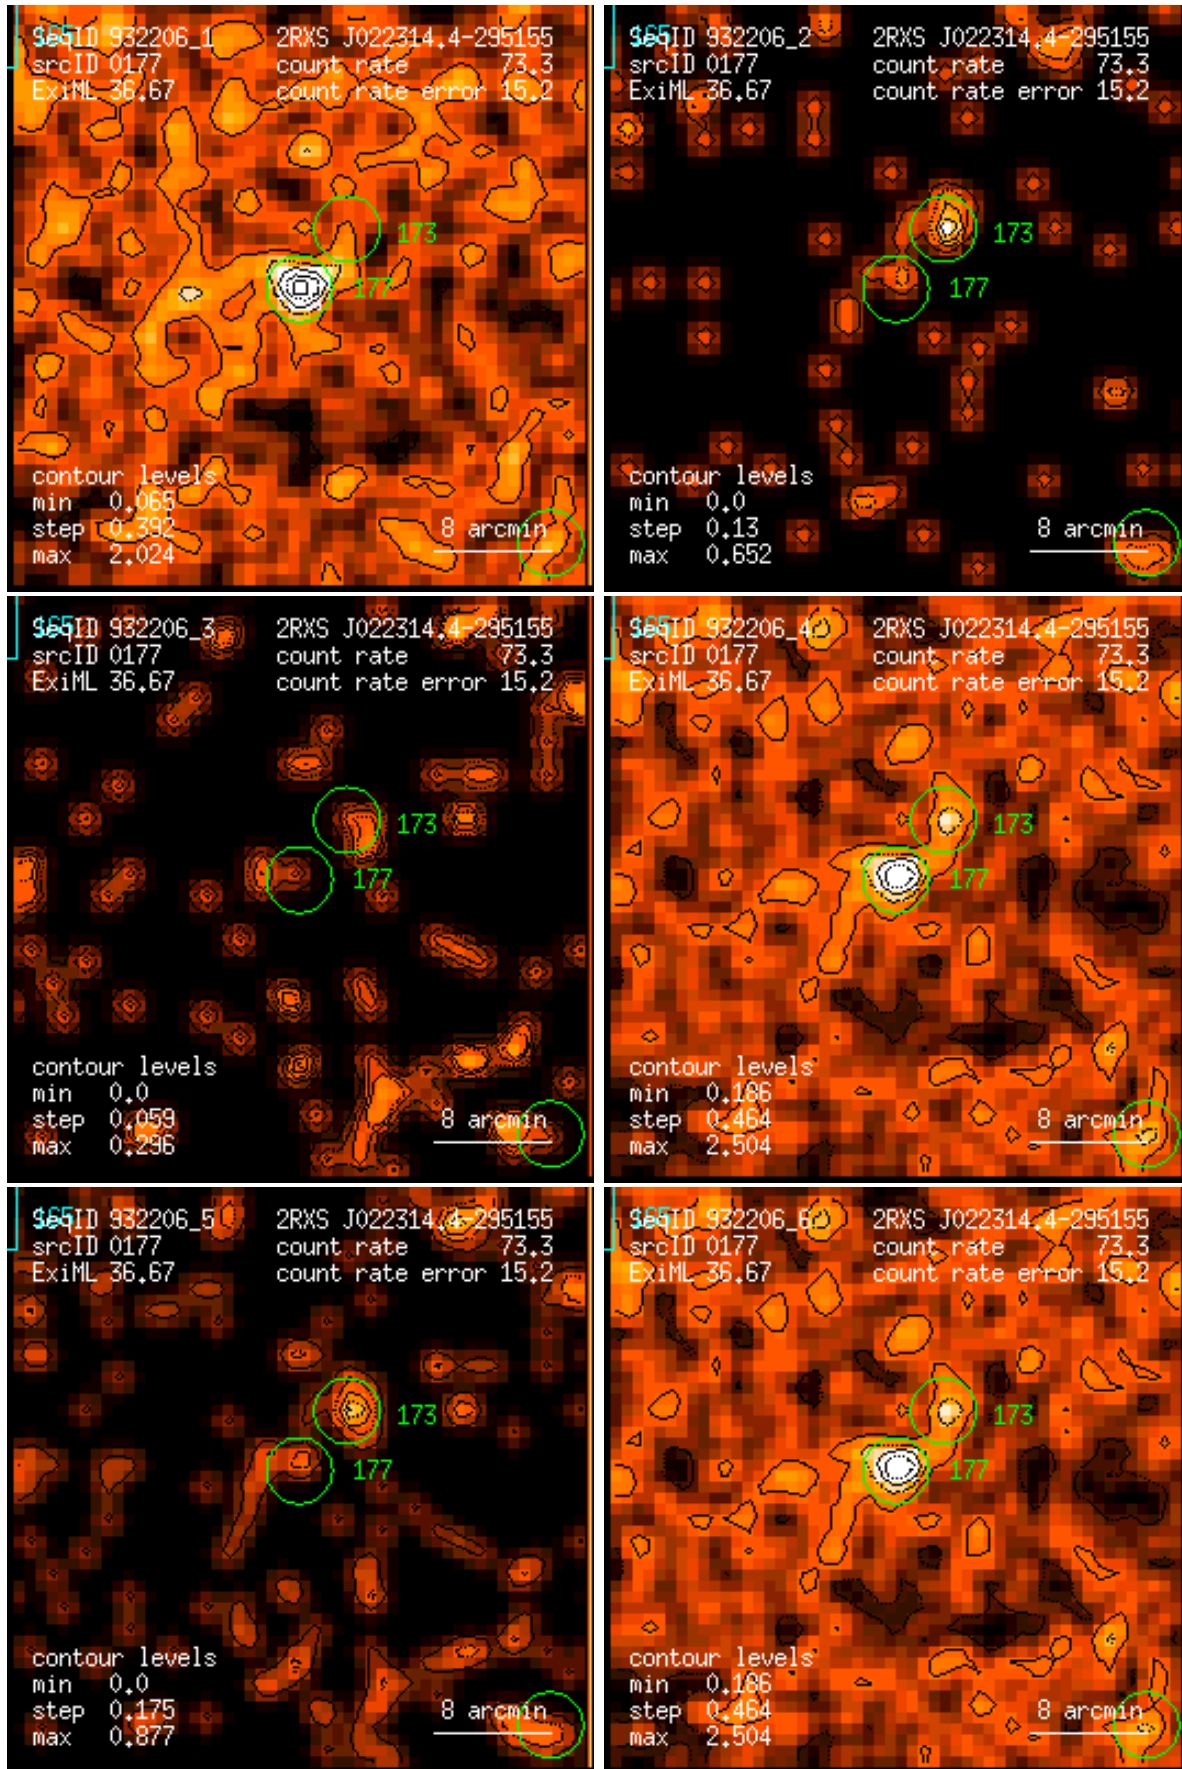 SeqID 932206_1 2RXS J022314.4-295155
165
srcID 0177 count rate 73.3
ExiML 36.67 count rate error 15.2
173
177
contour levels
min 0.065
step 0.392 8 arcmin
max 2.024
SeqID 932206_2 2RXS J022314.4-295155
165
srcID 0177 count rate 73.3
ExiML 36.67 count rate error 15.2
173
177
contour levels
min 0.0
step 0.13 8 arcmin
max 0.652
SeqID 932206_3 2RXS J022314.4-295155
165
srcID 0177 count rate 73.3
ExiML 36.67 count rate error 15.2
173
177
contour levels
min 0.0
step 0.059 8 arcmin
max 0.296
SeqID 932206_4 2RXS J022314.4-295155
165
srcID 0177 count rate 73.3
ExiML 36.67 count rate error 15.2
173
177
contour levels
min 0.186
step 0.464 8 arcmin
max 2.504
SeqID 932206_5 2RXS J022314.4-295155
165
srcID 0177 count rate 73.3
ExiML 36.67 count rate error 15.2
173
177
contour levels
min 0.0
step 0.175 8 arcmin
max 0.877
SeqID 932206_6 2RXS J022314.4-295155
165
srcID 0177 count rate 73.3
ExiML 36.67 count rate error 15.2
173
177
contour levels
min 0.186
step 0.464 8 arcmin
max 2.504